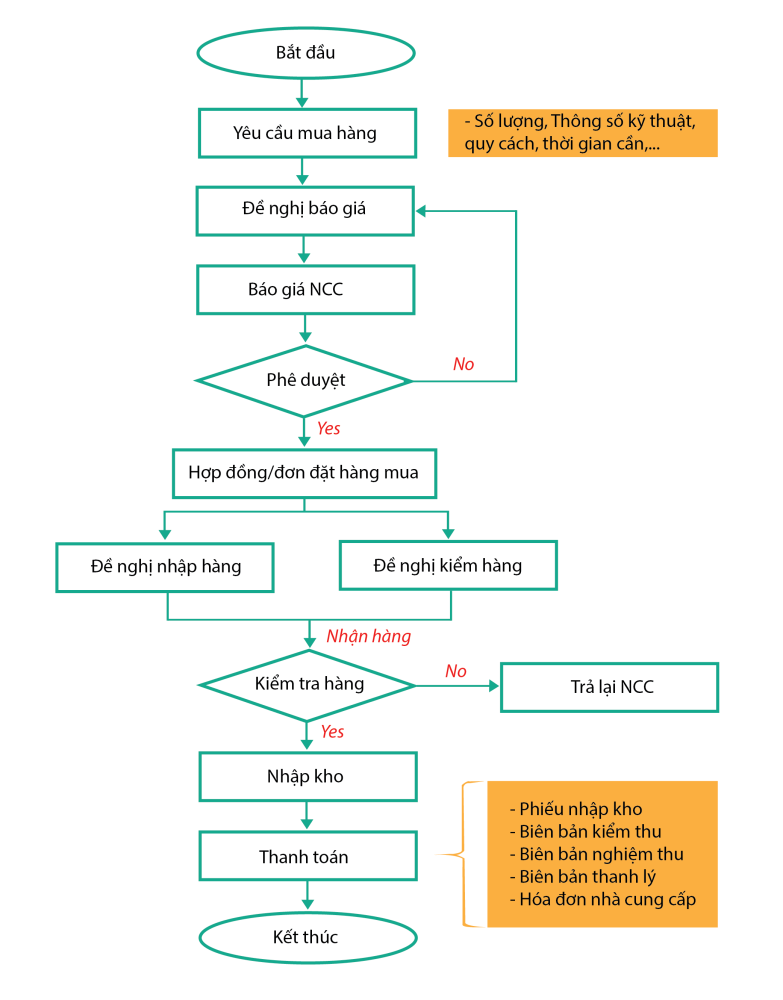 Bắt đầu
Yêu cầu mua hàng
- Số lượng, Thông số kỹ thuật,
quy cách, thời gian cần,...
Đề nghị báo giá
Báo giá NCC
Phê duyệt
No
Yes
Hợp đồng/đơn đặt hàng mua
Đề nghị nhập hàng
Đề nghị kiểm hàng
Nhận hàng
Kiểm tra hàng
No
Trả lại NCC
Yes
Nhập kho
Thanh toán
- Phiếu nhập kho
- Biên bản kiểm thu
- Biên bản nghiệm thu
- Biên bản thanh lý
- Hóa đơn nhà cung cấp
Kết thúc